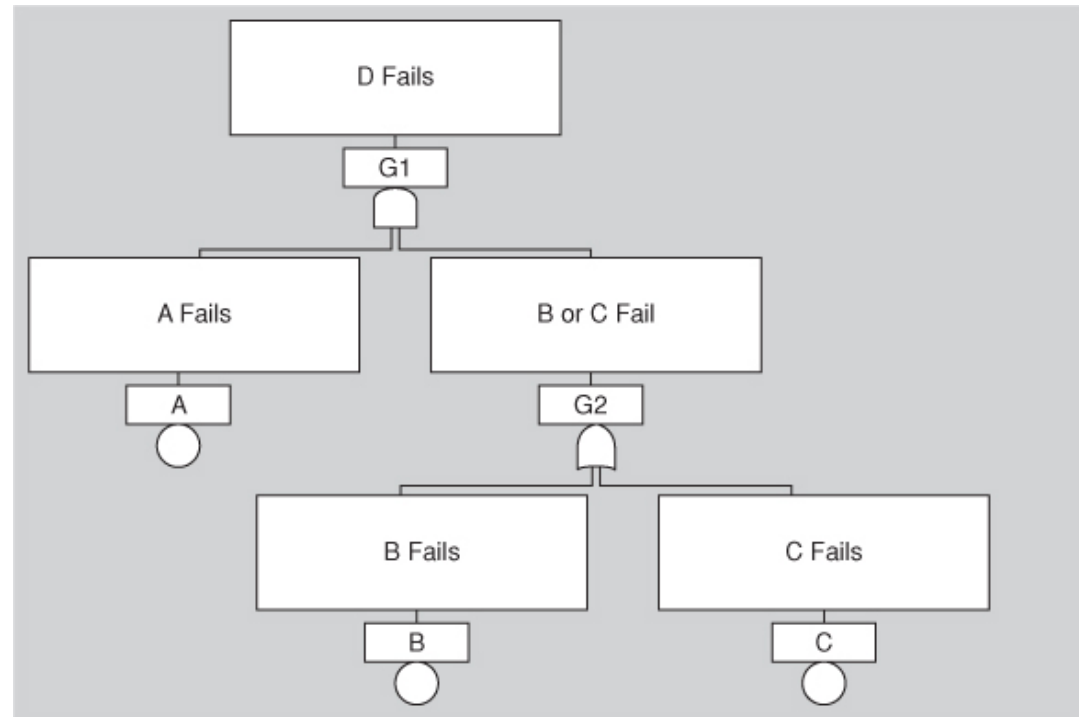 D Fails
G1
A Fails
B or C Fail
A
G2
B Fails
C Fails
B
C